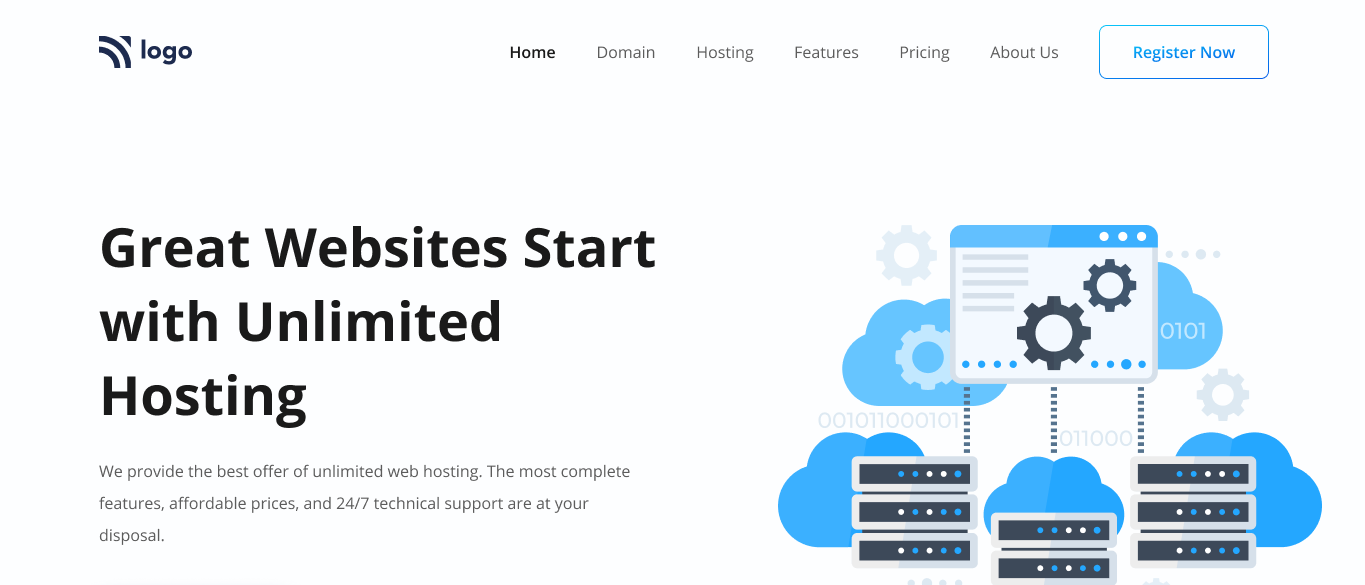 logo
Home Domain Hosting Features Pricing About Us Register Now
Great Websites Start
with Unlimited
Hosting
We provide the best offer of unlimited web hosting. The most complete
features, affordable prices, and 24/7 technical support are at your
disposal.
0101
001011000101
011000